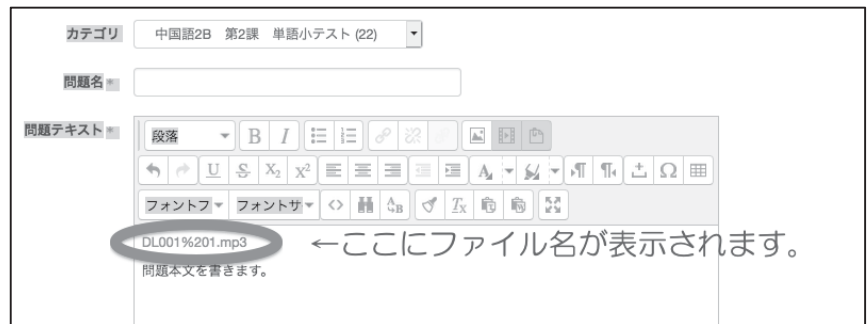 カテゴリ 中国語2B 第2課 単語小テスト (22)
問題名*
問題テキスト*
段落 B I
U S X₂ X² A Ω
フォントフ フォントサ <> A B Tx
DL001%201.mp3 ←ここにファイル名が表示されます。
問題本文を書きます。